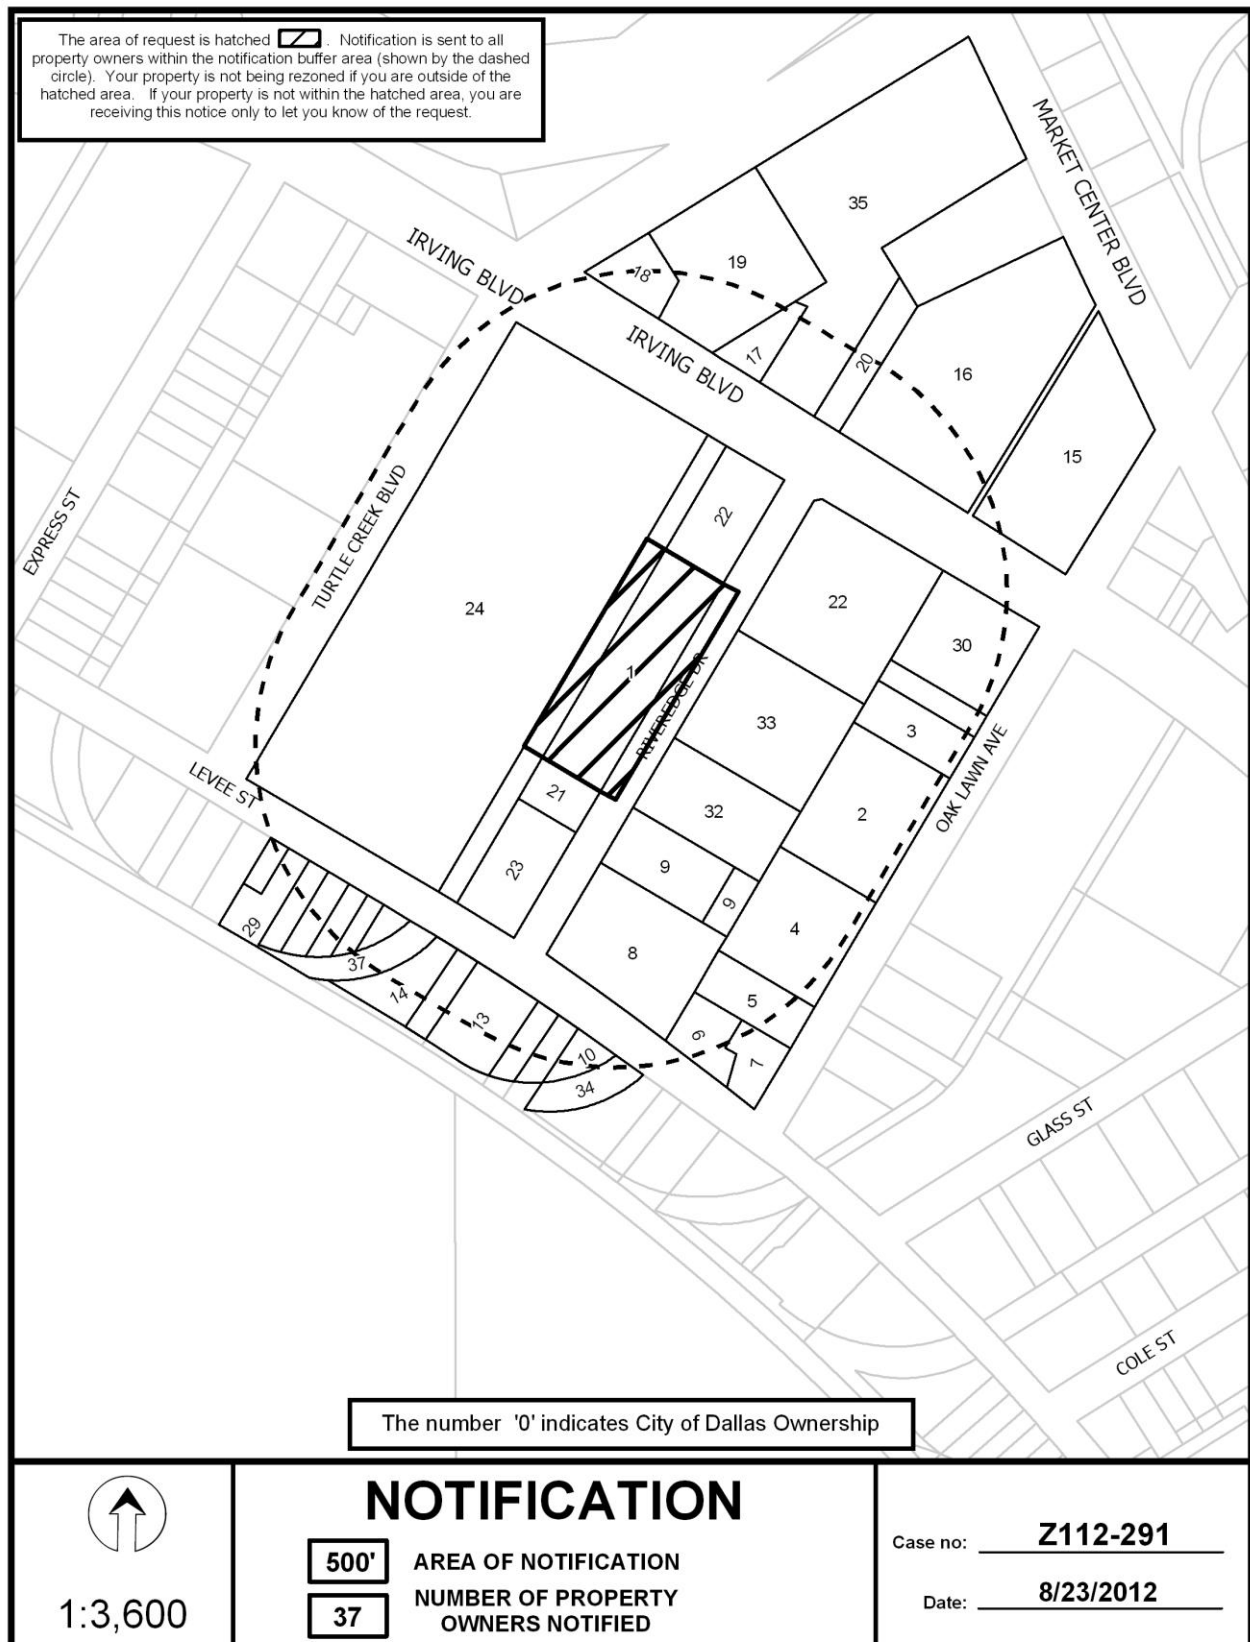 The area of request is hatched . Notification is sent to all
property owners within the notification buffer area (shown by the dashed
circle). Your property is not being rezoned if you are outside of the
hatched area. If your property is not within the hatched area, you are
receiving this notice only to let you know of the request.
MARKET CENTER BLVD
35
IRVING BLVD
19
18
IRVING BLVD
17
20
16
15
EXPRESS ST
TURTLE CREEK BLVD
22
24
22
30
1
RIVEREDGE DR
33
3
OAK LAWN AVE
LEVEE ST
21
32
2
23
9
9
4
29
37
8
14
13
5
6
7
10
34
GLASS ST
COLE ST
The number '0' indicates City of Dallas Ownership
1:3,600
NOTIFICATION
500' AREA OF NOTIFICATION
37 NUMBER OF PROPERTY
OWNERS NOTIFIED
Case no: Z112-291
Date: 8/23/2012